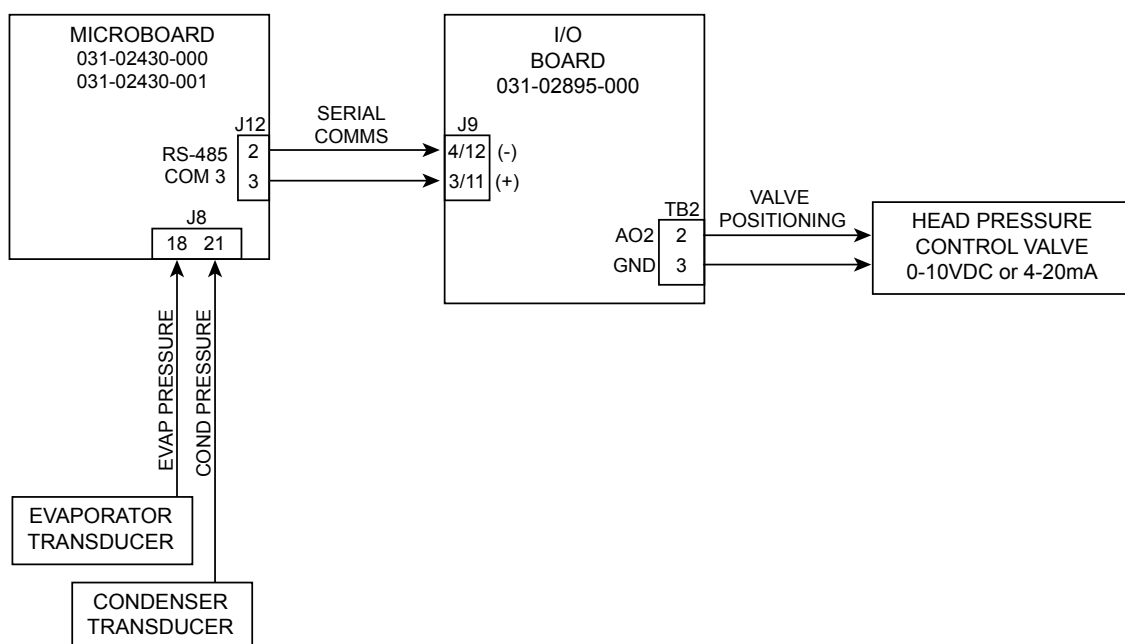 MICROBOARD
031-02430-000
031-02430-001
J12
RS-485
COM 3
2
3
J8
18 21
SERIAL
COMMS
I/O
BOARD
031-02895-000
J9
4/12 (-)
3/11 (+)
TB2
AO2 2
GND 3
VALVE
POSITIONING
HEAD PRESSURE
CONTROL VALVE
0-10VDC or 4-20mA
EVAP PRESSURE
COND PRESSURE
EVAPORATOR
TRANSDUCER
CONDENSER
TRANSDUCER